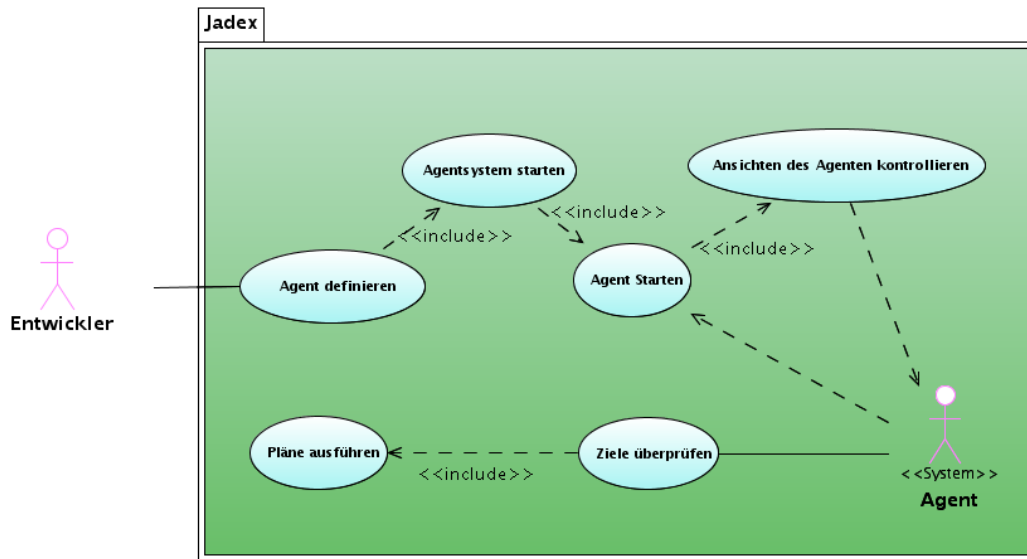 Jadex
Agentsystem starten
Ansichten des Agenten kontrollieren
<<include>>
<<include>>
<<include>>
Agent definieren
Agent Starten
Entwickler
Pläne ausführen
<<include>>
Ziele überprüfen
<<System>>
Agent